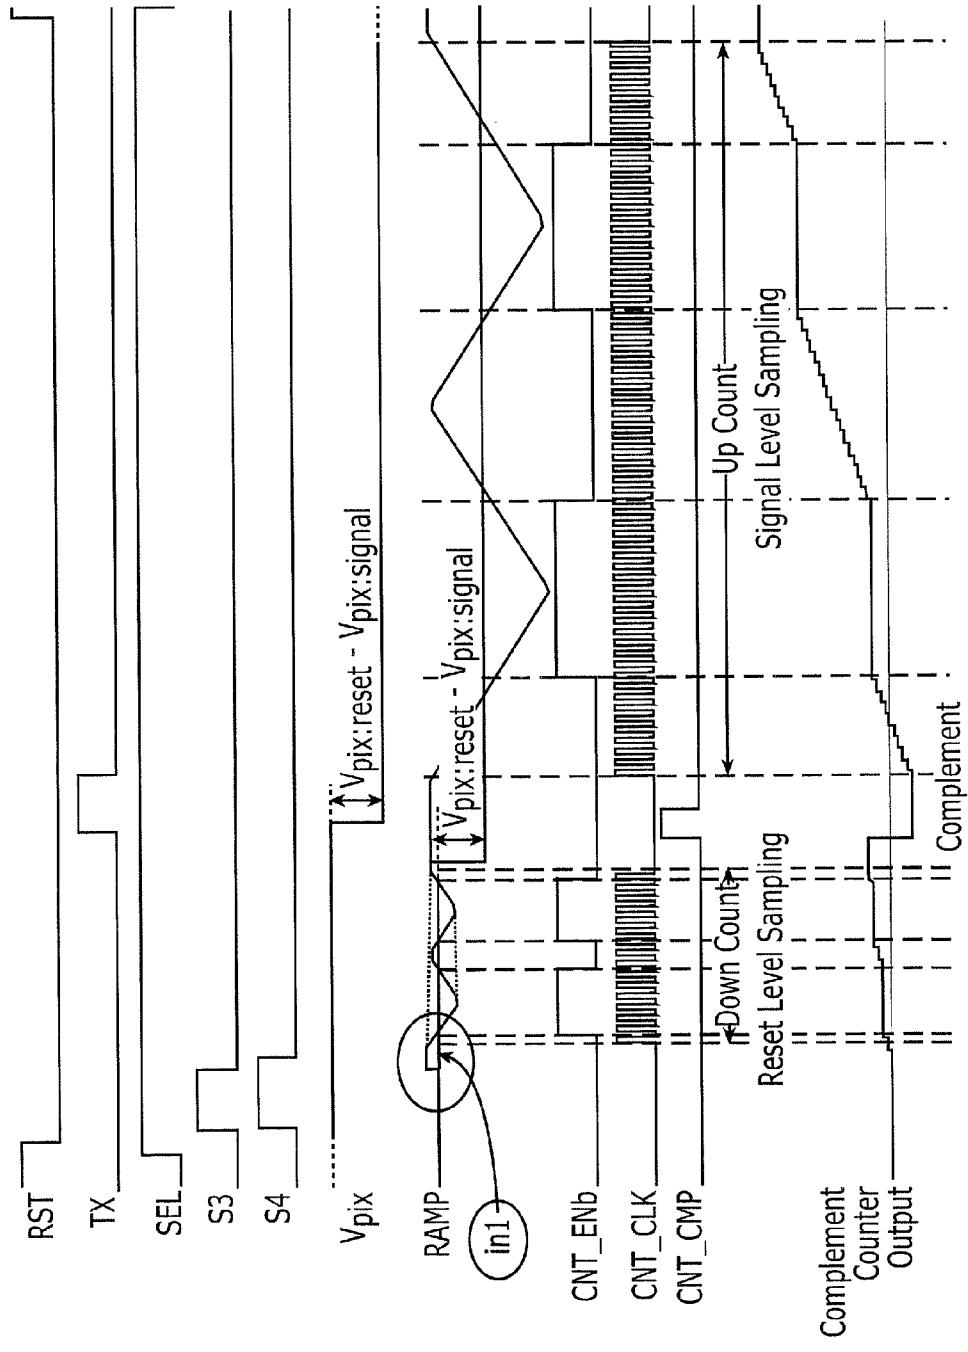 RST
TX
SEL
S3
S4
Vpix
Vpix:reset - Vpix:signal
RAMP
in1
Vpix:reset - Vpix:signal
CNT_ENb
CNT_CLK
CNT_CMP
Down Count
Reset Level Sampling
Up Count
Signal Level Sampling
Complement
Counter
Output
Complement